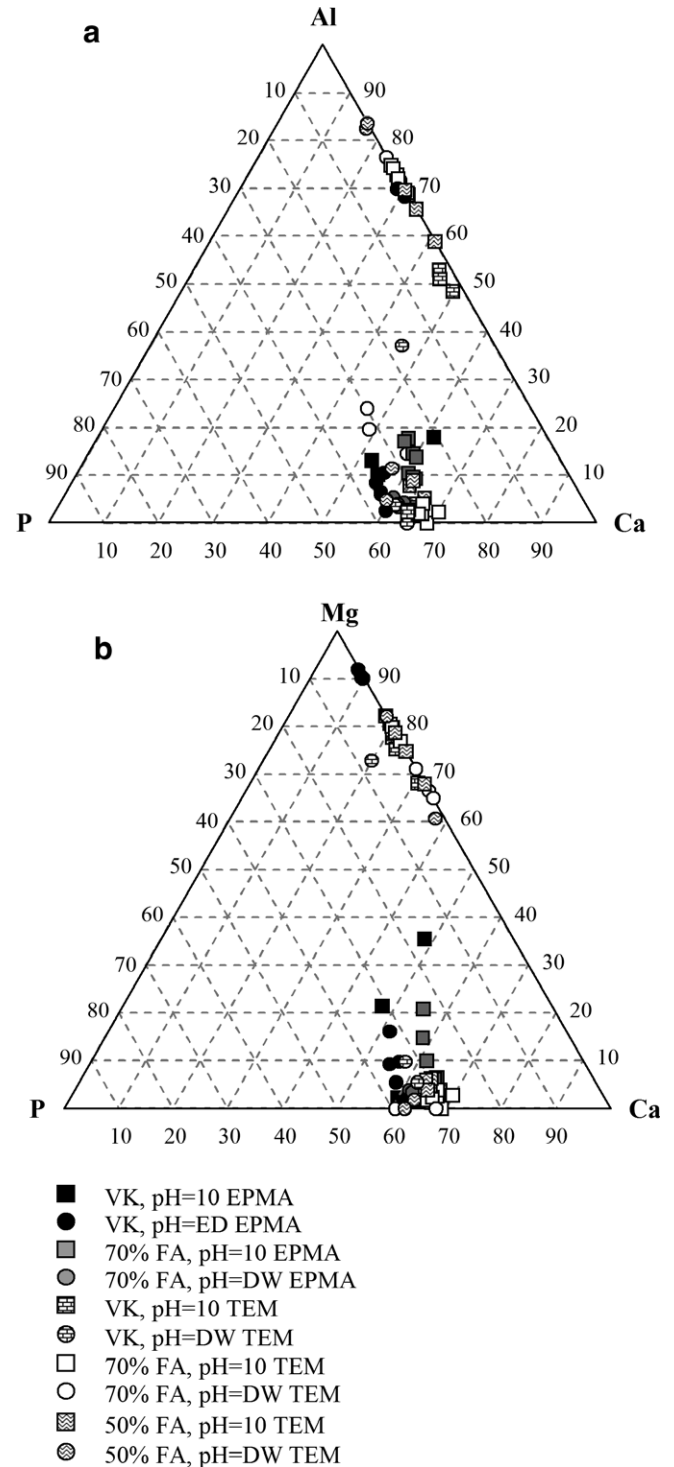 a
Al
10 90
20 80
30 70
40 60
50 50
60 40
70 30
80 20
90 10
P Ca
10 20 30 40 50 60 70 80 90
b
Mg
10 90
20 80
30 70
40 60
50 50
60 40
70 30
80 20
90 10
P Ca
10 20 30 40 50 60 70 80 90
VK, pH=10 EPMA
VK, pH=ED EPMA
70% FA, pH=10 EPMA
70% FA, pH=DW EPMA
VK, pH=10 TEM
VK, pH=DW TEM
70% FA, pH=10 TEM
70% FA, pH=DW TEM
50% FA, pH=10 TEM
50% FA, pH=DW TEM